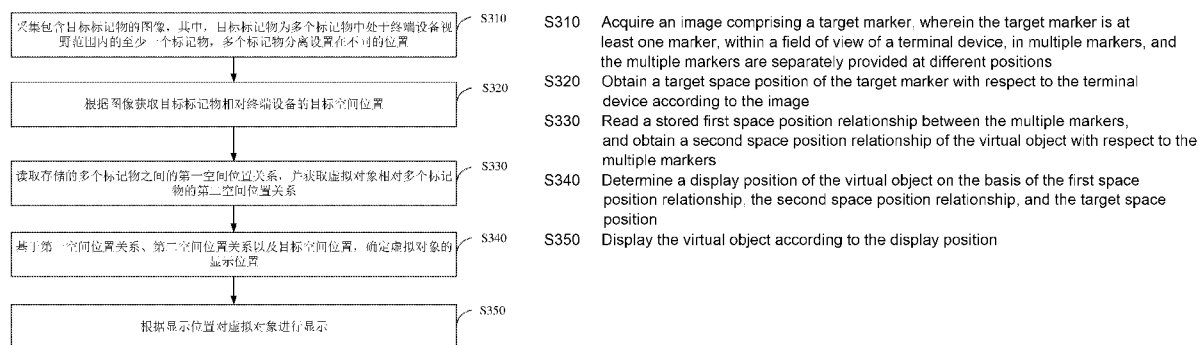 S310
采集包含目标标记物的图像，其中，目标标记物为多个标记物中处于终端设备视
野范围内的至少一个标记物，多个标记物分离设置在不同的位置
S320
根据图像获取目标标记物相对终端设备的目标空间位置
S330
读取存储的多个标记物之间的第一空间位置关系，并获取虚拟对象相对多个标记
物的第二空间位置关系
S340
基于第一空间位置关系、第二空间位置关系以及目标空间位置，确定虚拟对象的
显示位置
S350
根据显示位置对虚拟对象进行显示
S310 Acquire an image comprising a target marker, wherein the target marker is at
least one marker, within a field of view of a terminal device, in multiple markers, and
the multiple markers are separately provided at different positions
S320 Obtain a target space position of the target marker with respect to the terminal
device according to the image
S330 Read a stored first space position relationship between the multiple markers,
and obtain a second space position relationship of the virtual object with respect to the
multiple markers
S340 Determine a display position of the virtual object on the basis of the first space
position relationship, the second space position relationship, and the target space
position
S350 Display the virtual object according to the display position